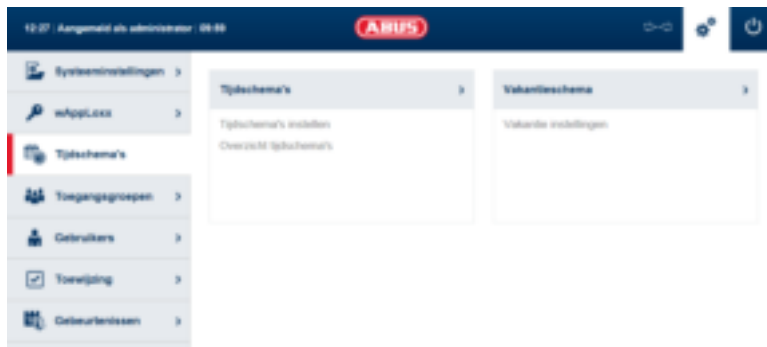 12:27 | Aangemeld als administrator | 09:59
ABUS
Systeeminstellingen
wAppLoxx
Tijdschema's
Toegangsgroepen
Gebruikers
Toewijzing
Gebeurtenissen
Tijdschema's
Tijdschema's instellen
Overzicht tijdschema's
Vakantieschema
Vakantie instellingen